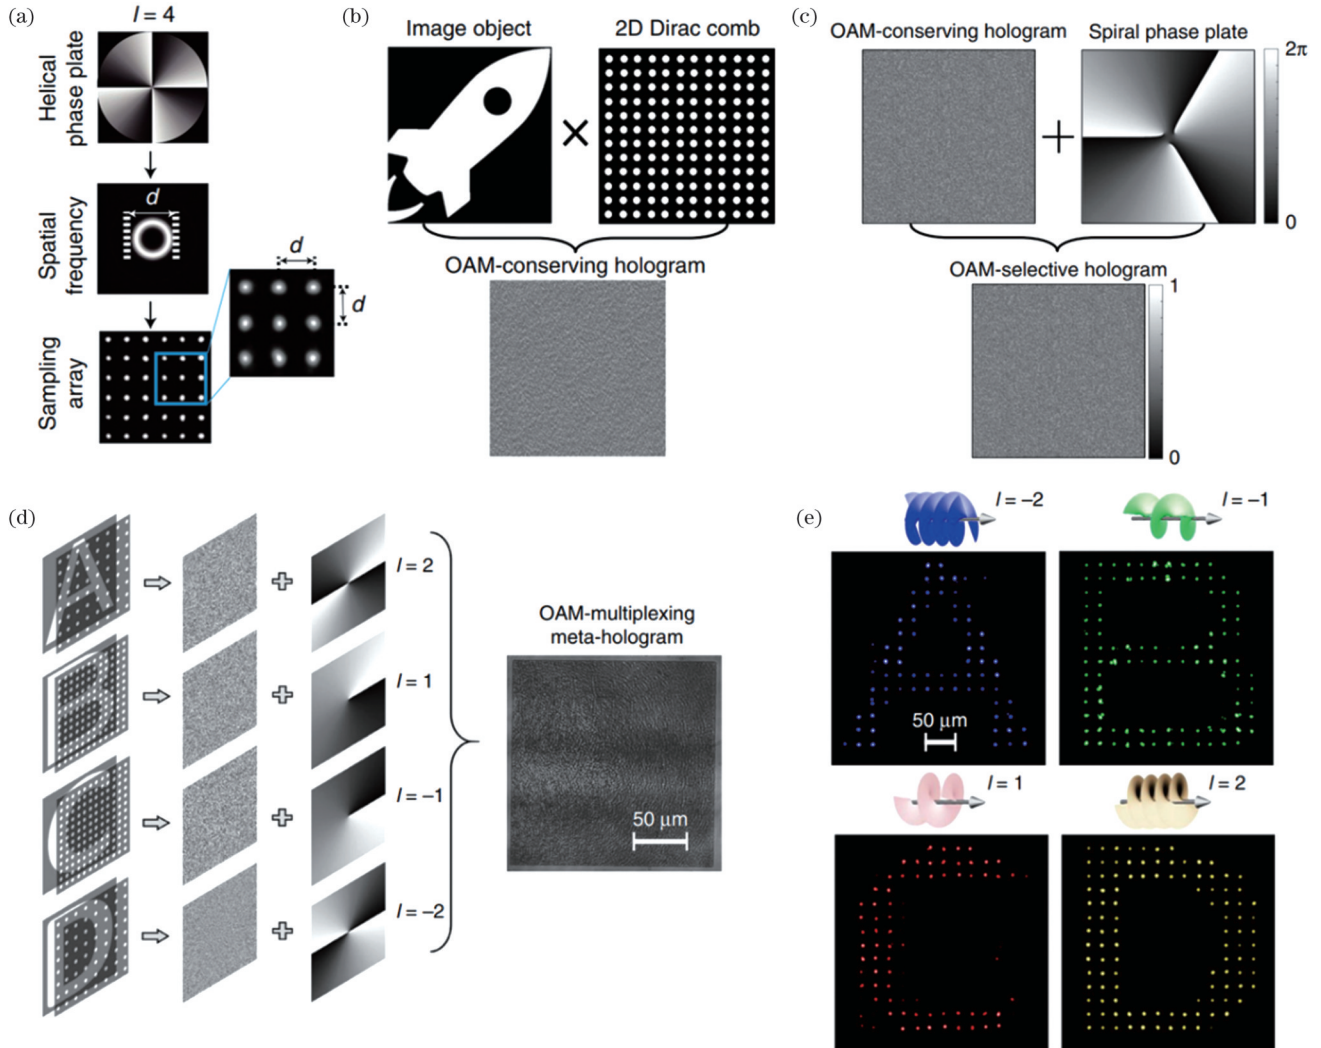 (a)
l = 4
Helical
phase plate
Spatial
frequency
d
Sampling
array
d
d
(b)
Image object
2D Dirac comb
×
OAM-conserving hologram
(c)
OAM-conserving hologram
Spiral phase plate
+
2π
0
OAM-selective hologram
1
0
(d)
A
B
C
D
l = 2
l = 1
l = −1
l = −2
OAM-multiplexing
meta-hologram
50 μm
(e)
l = −2
l = −1
50 μm
l = 1
l = 2